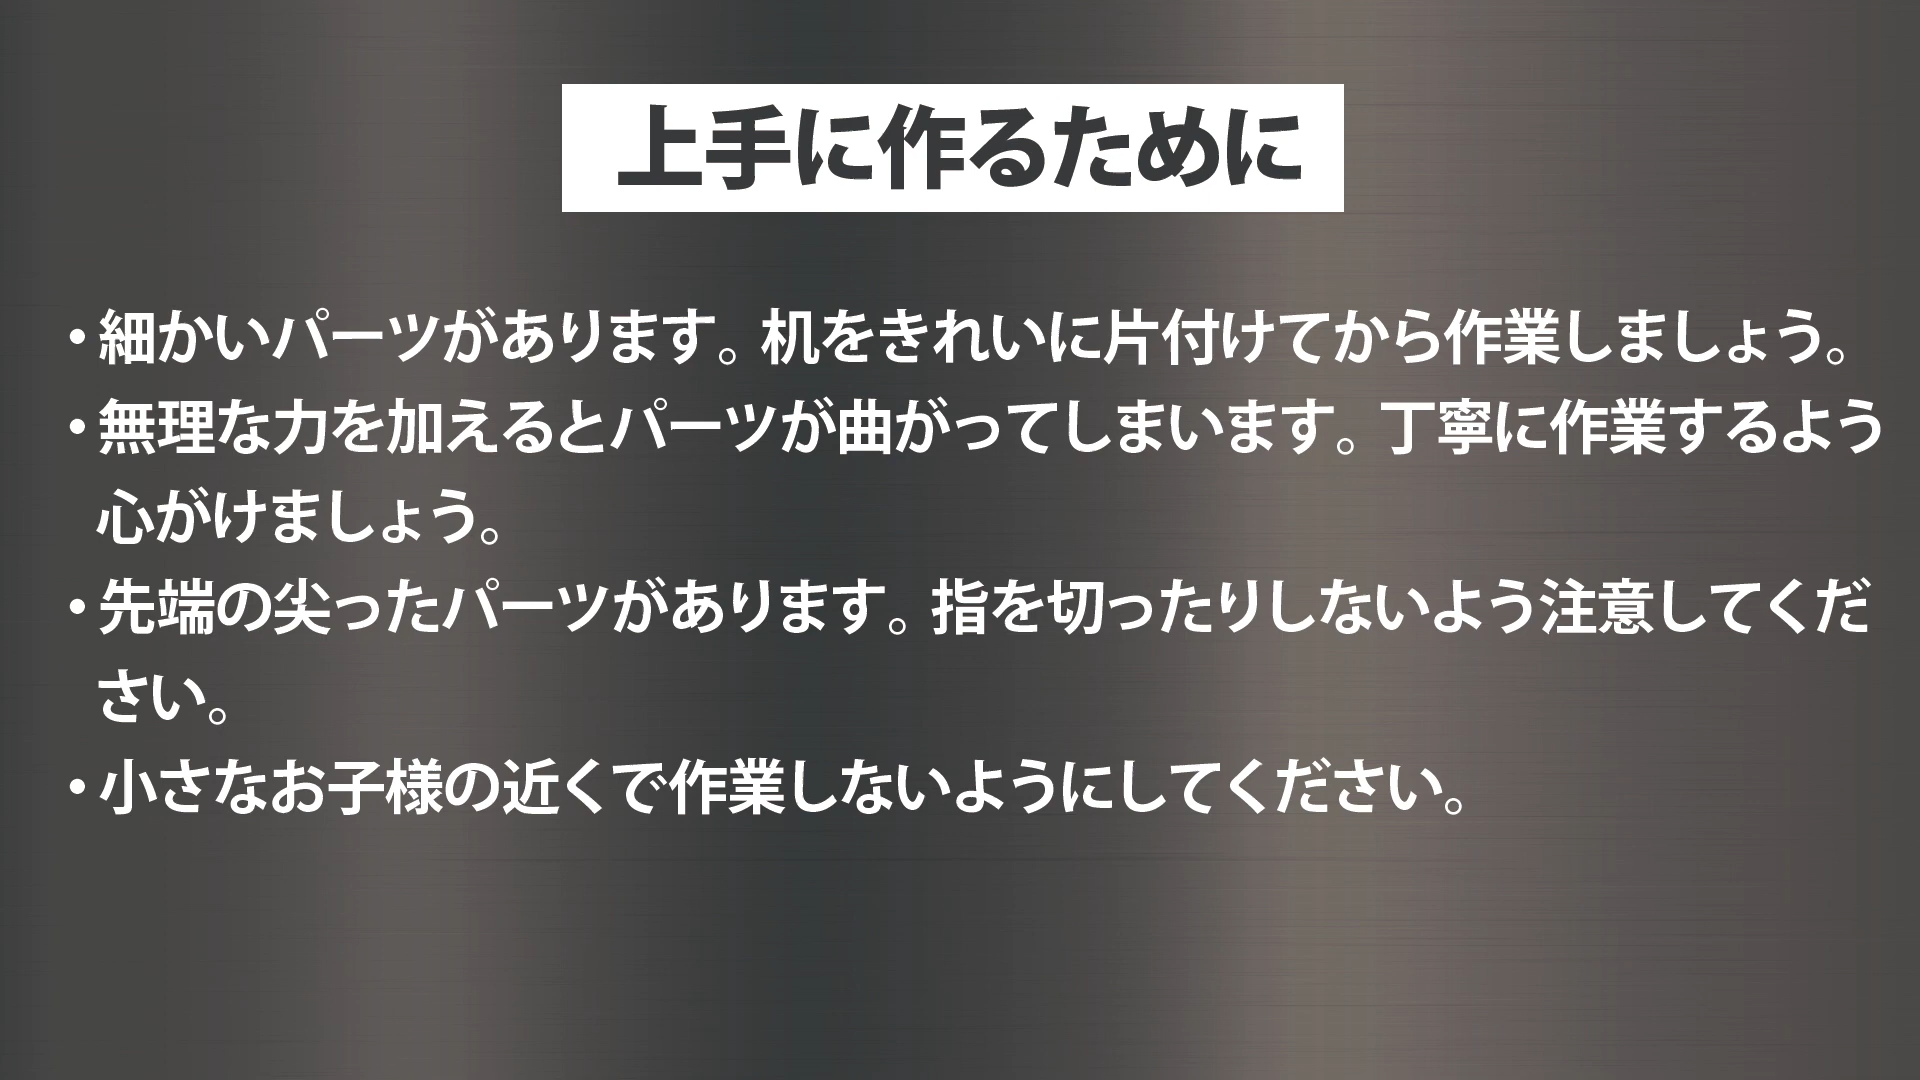 上手に作るために
・細かいパーツがあります。机をきれいに片付けてから作業しましょう。
・無理な力を加えるとパーツが曲がってしまいます。丁寧に作業するよう
心がけましょう。
・先端の尖ったパーツがあります。指を切ったりしないよう注意してくだ
さい。
・小さなお子様の近くで作業しないようにしてください。